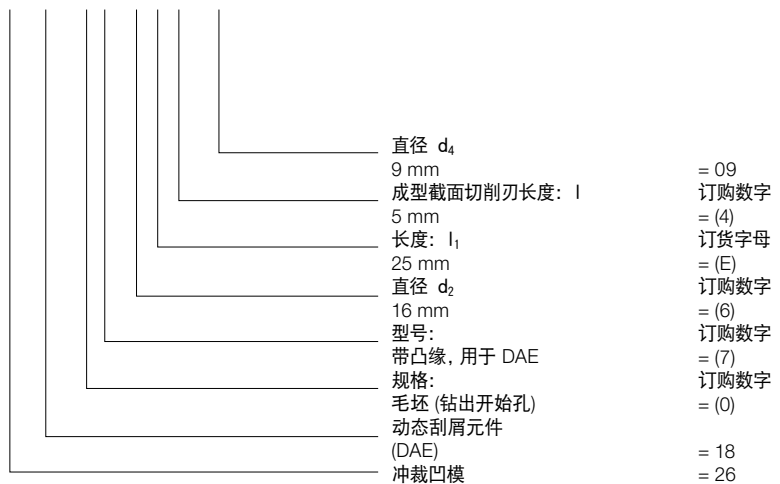 直径 d₄
9 mm = 09
成型截面切削刃长度: l 订购数字
5 mm = (4)
长度: l₁ 订货字母
25 mm = (E)
直径 d₂ 订购数字
16 mm = (6)
型号: 订购数字
带凸缘, 用于 DAE = (7)
规格: 订购数字
毛坯 (钻出开始孔) = (0)
动态刮屑元件
(DAE) = 18
冲裁凹模 = 26